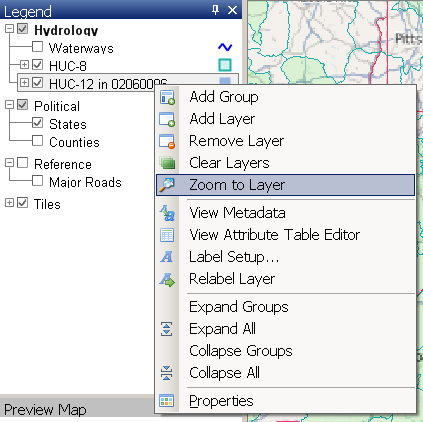 Legend
Hydrology
Waterways
HUC-8
HUC-12 in 02060006
Political
States
Counties
Reference
Major Roads
Tiles
Add Group
Add Layer
Remove Layer
Clear Layers
Zoom to Layer
View Metadata
View Attribute Table Editor
Label Setup...
Relabel Layer
Expand Groups
Expand All
Collapse Groups
Collapse All
Properties
Preview Map
Pitts